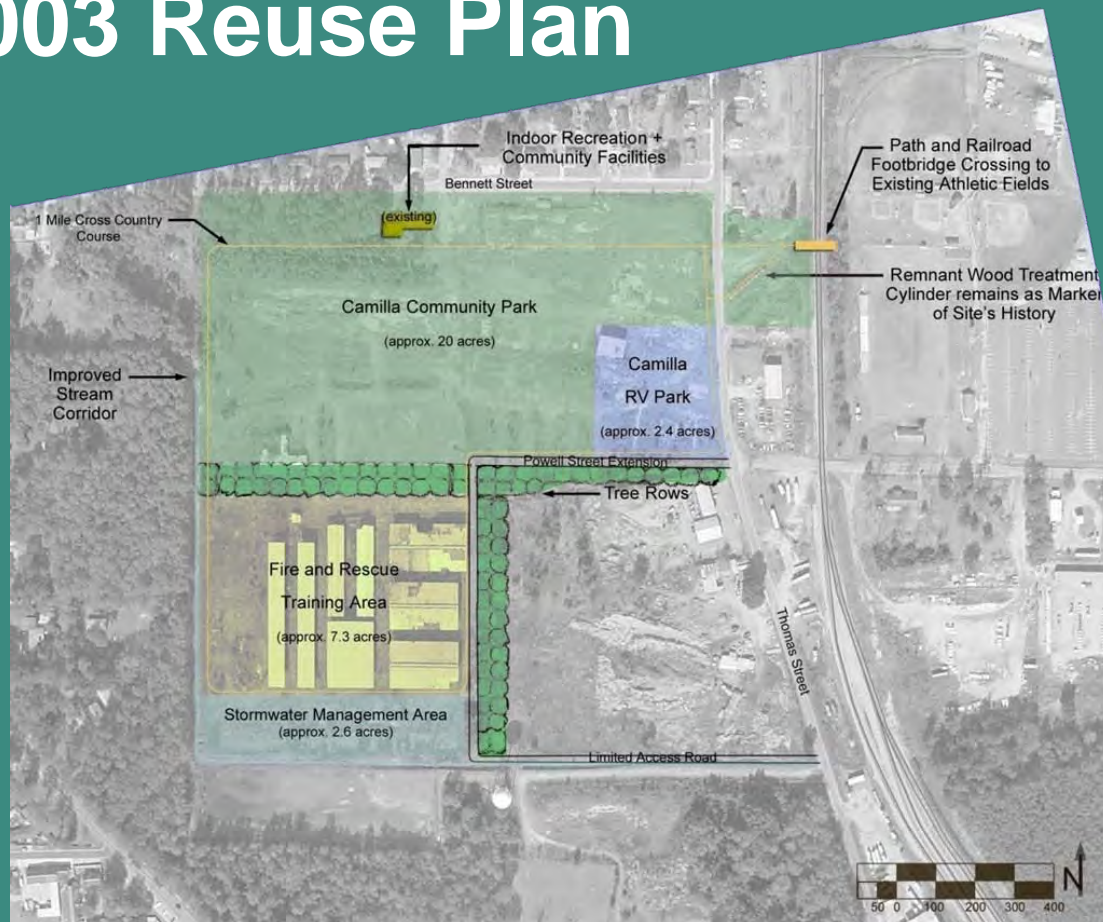 003 Reuse Plan
Indoor Recreation +
Community Facilities
Bennett Street
Path and Railroad
Footbridge Crossing to
Existing Athletic Fields
1 Mile Cross Country
Course
(existing)
Remnant Wood Treatment
Cylinder remains as Marker
of Site's History
Camilla Community Park
(approx. 20 acres)
Camilla
RV Park
(approx. 2.4 acres)
Improved
Stream
Corridor
Powell Street Extension
Tree Rows
Fire and Rescue
Training Area
(approx. 7.3 acres)
Thomas Street
Stormwater Management Area
(approx. 2.6 acres)
Limited Access Road
N
50 0 100 200 300 400